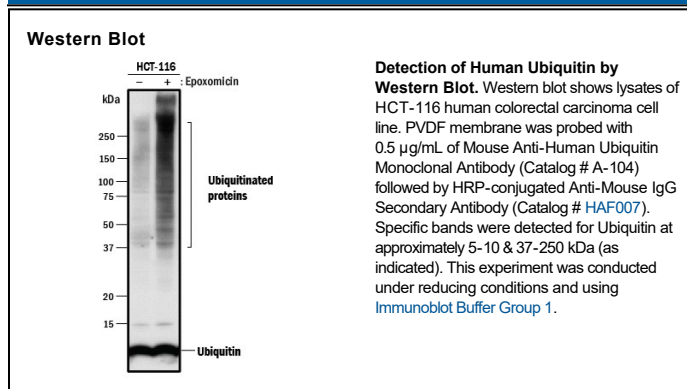 Western Blot
HCT-116
– + : Epoxomicin
kDa
250
150
100
75
50
37
20
15
Ubiquitinated
proteins
Ubiquitin
Detection of Human Ubiquitin by
Western Blot. Western blot shows lysates of
HCT-116 human colorectal carcinoma cell
line. PVDF membrane was probed with
0.5 µg/mL of Mouse Anti-Human Ubiquitin
Monoclonal Antibody (Catalog # A-104)
followed by HRP-conjugated Anti-Mouse IgG
Secondary Antibody (Catalog # HAF007).
Specific bands were detected for Ubiquitin at
approximately 5-10 & 37-250 kDa (as
indicated). This experiment was conducted
under reducing conditions and using
Immunoblot Buffer Group 1.